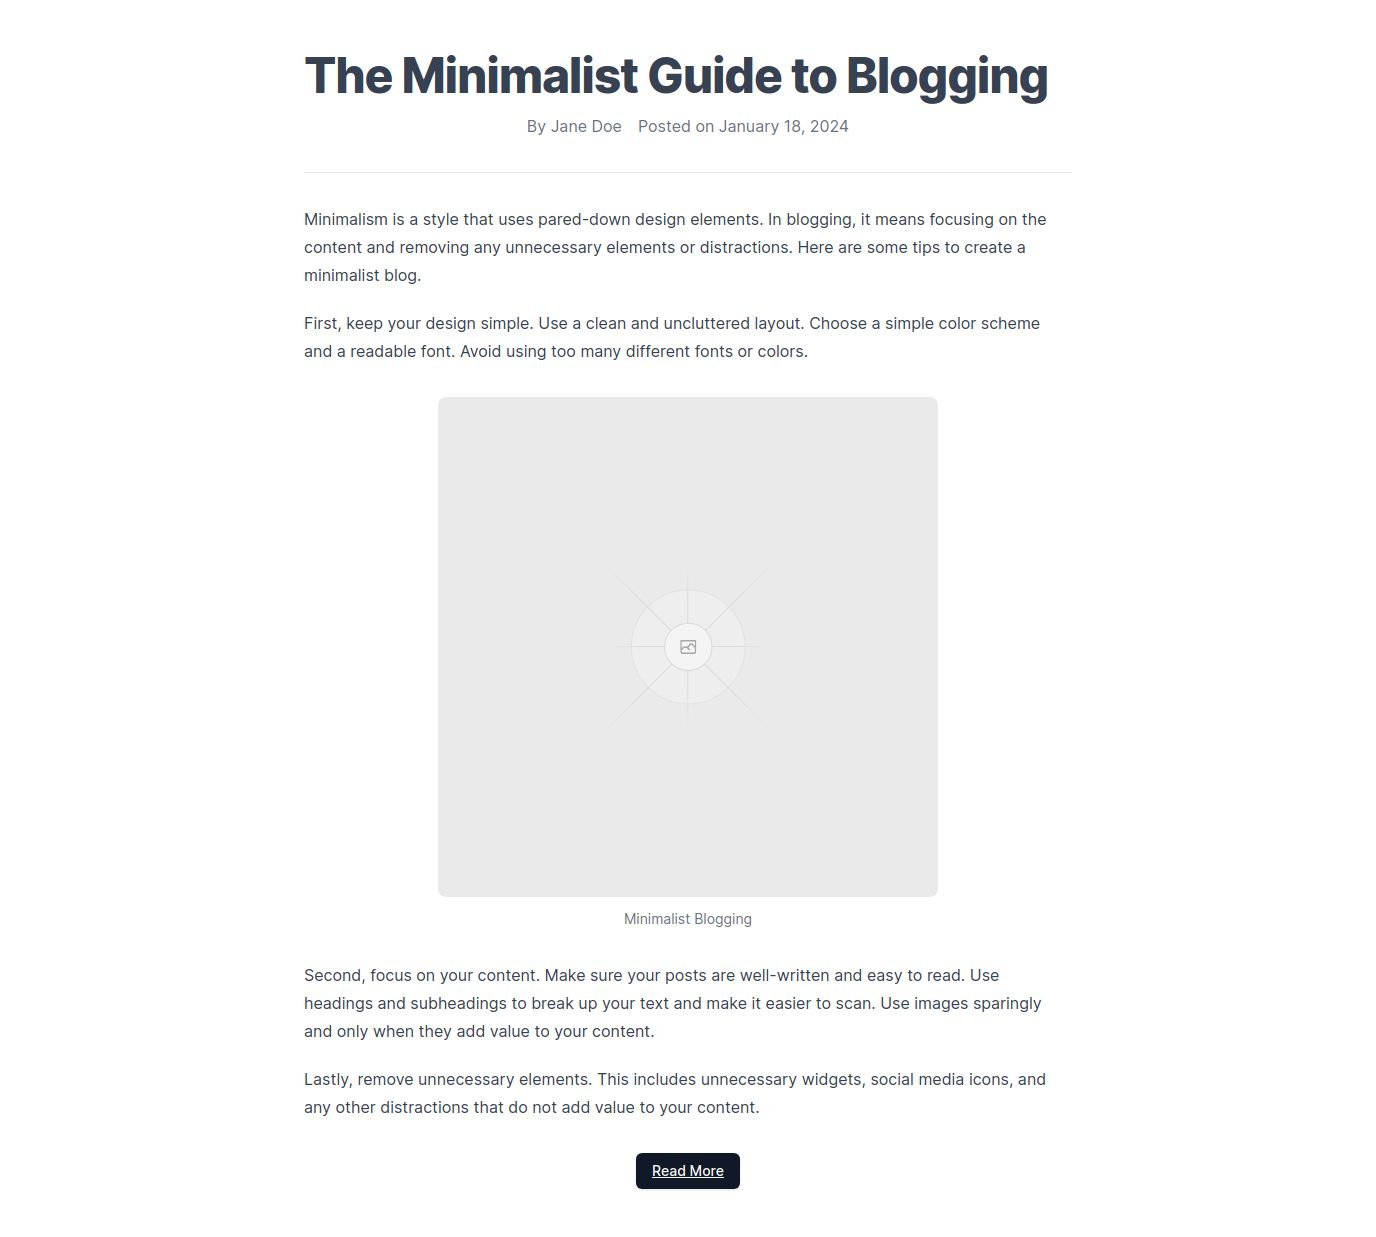 The Minimalist Guide to Blogging
By Jane Doe Posted on January 18, 2024
Minimalism is a style that uses pared-down design elements. In blogging, it means focusing on the
content and removing any unnecessary elements or distractions. Here are some tips to create a
minimalist blog.
First, keep your design simple. Use a clean and uncluttered layout. Choose a simple color scheme
and a readable font. Avoid using too many different fonts or colors.
Minimalist Blogging
Second, focus on your content. Make sure your posts are well-written and easy to read. Use
headings and subheadings to break up your text and make it easier to scan. Use images sparingly
and only when they add value to your content.
Lastly, remove unnecessary elements. This includes unnecessary widgets, social media icons, and
any other distractions that do not add value to your content.
Read More